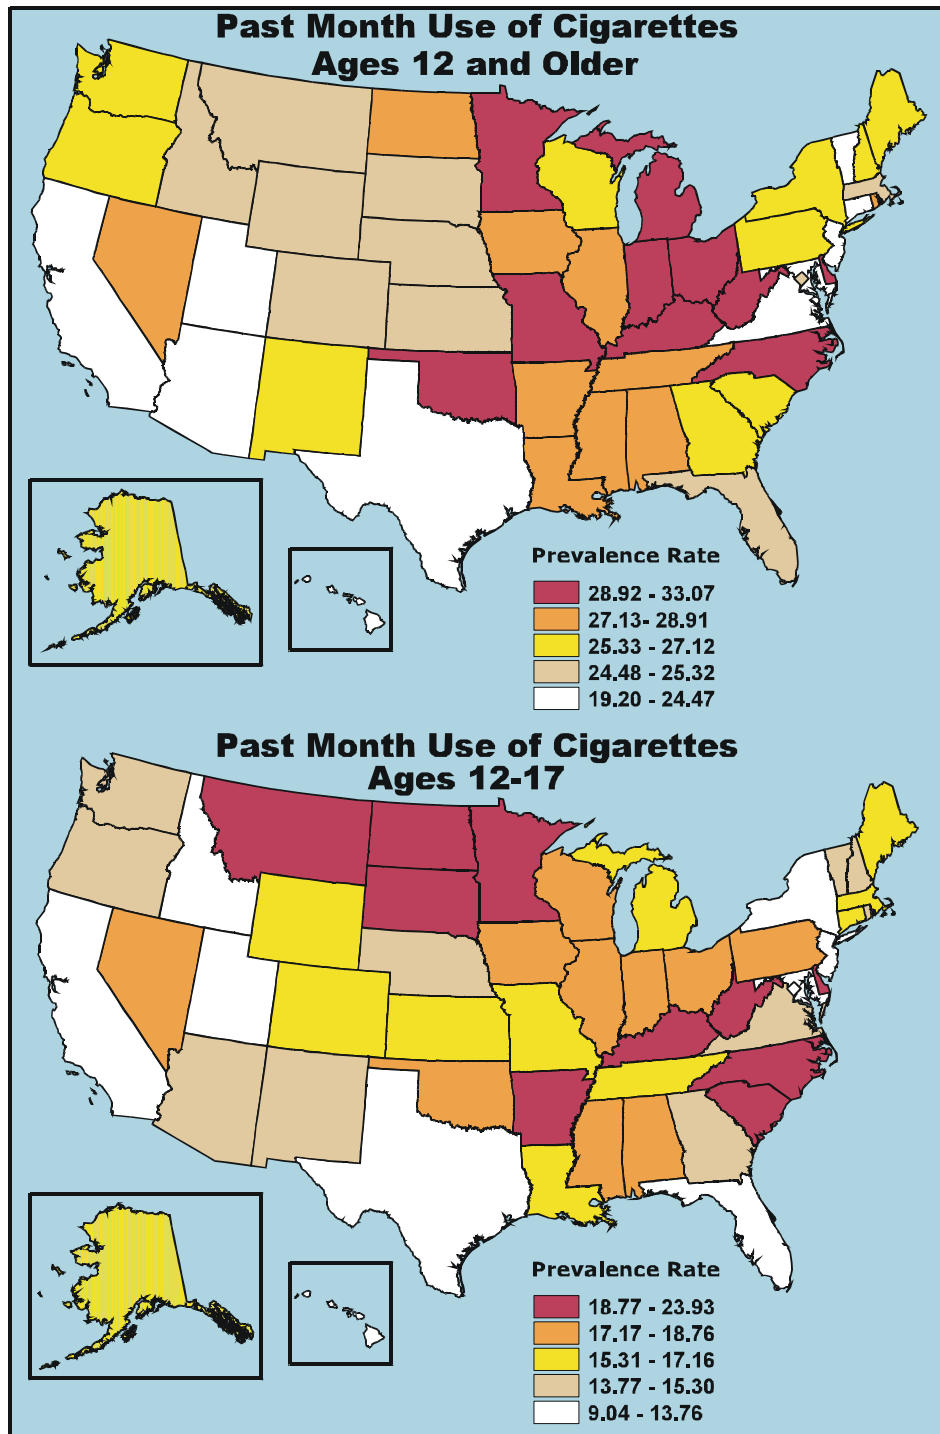 Past Month Use of Cigarettes
Ages 12 and Older
Prevalence Rate
28.92 - 33.07
27.13- 28.91
25.33 - 27.12
24.48 - 25.32
19.20 - 24.47
Past Month Use of Cigarettes
Ages 12-17
Prevalence Rate
18.77 - 23.93
17.17 - 18.76
15.31 - 17.16
13.77 - 15.30
9.04 - 13.76